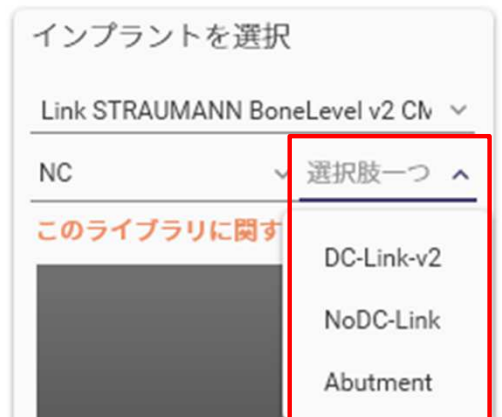 インプラントを選択
Link STRAUMANN BoneLevel v2 CM
NC
選択肢一つ
このライブラリに関す
DC-Link-v2
NoDC-Link
Abutment